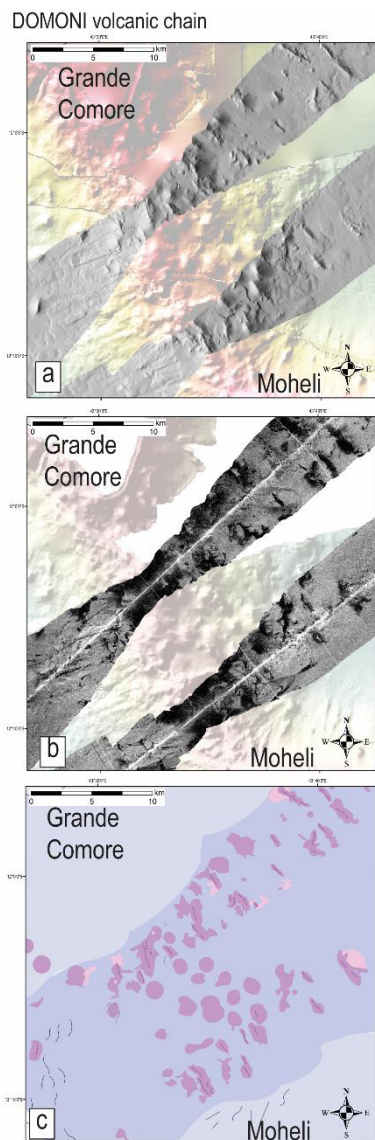 DOMONI volcanic chain
0 5 10 km
Grande
Comore
N
W E
S
Moheli
a
0 5 10 km
Grande
Comore
N
W E
S
Moheli
b
0 5 10 km
Grande
Comore
N
W E
S
Moheli
c